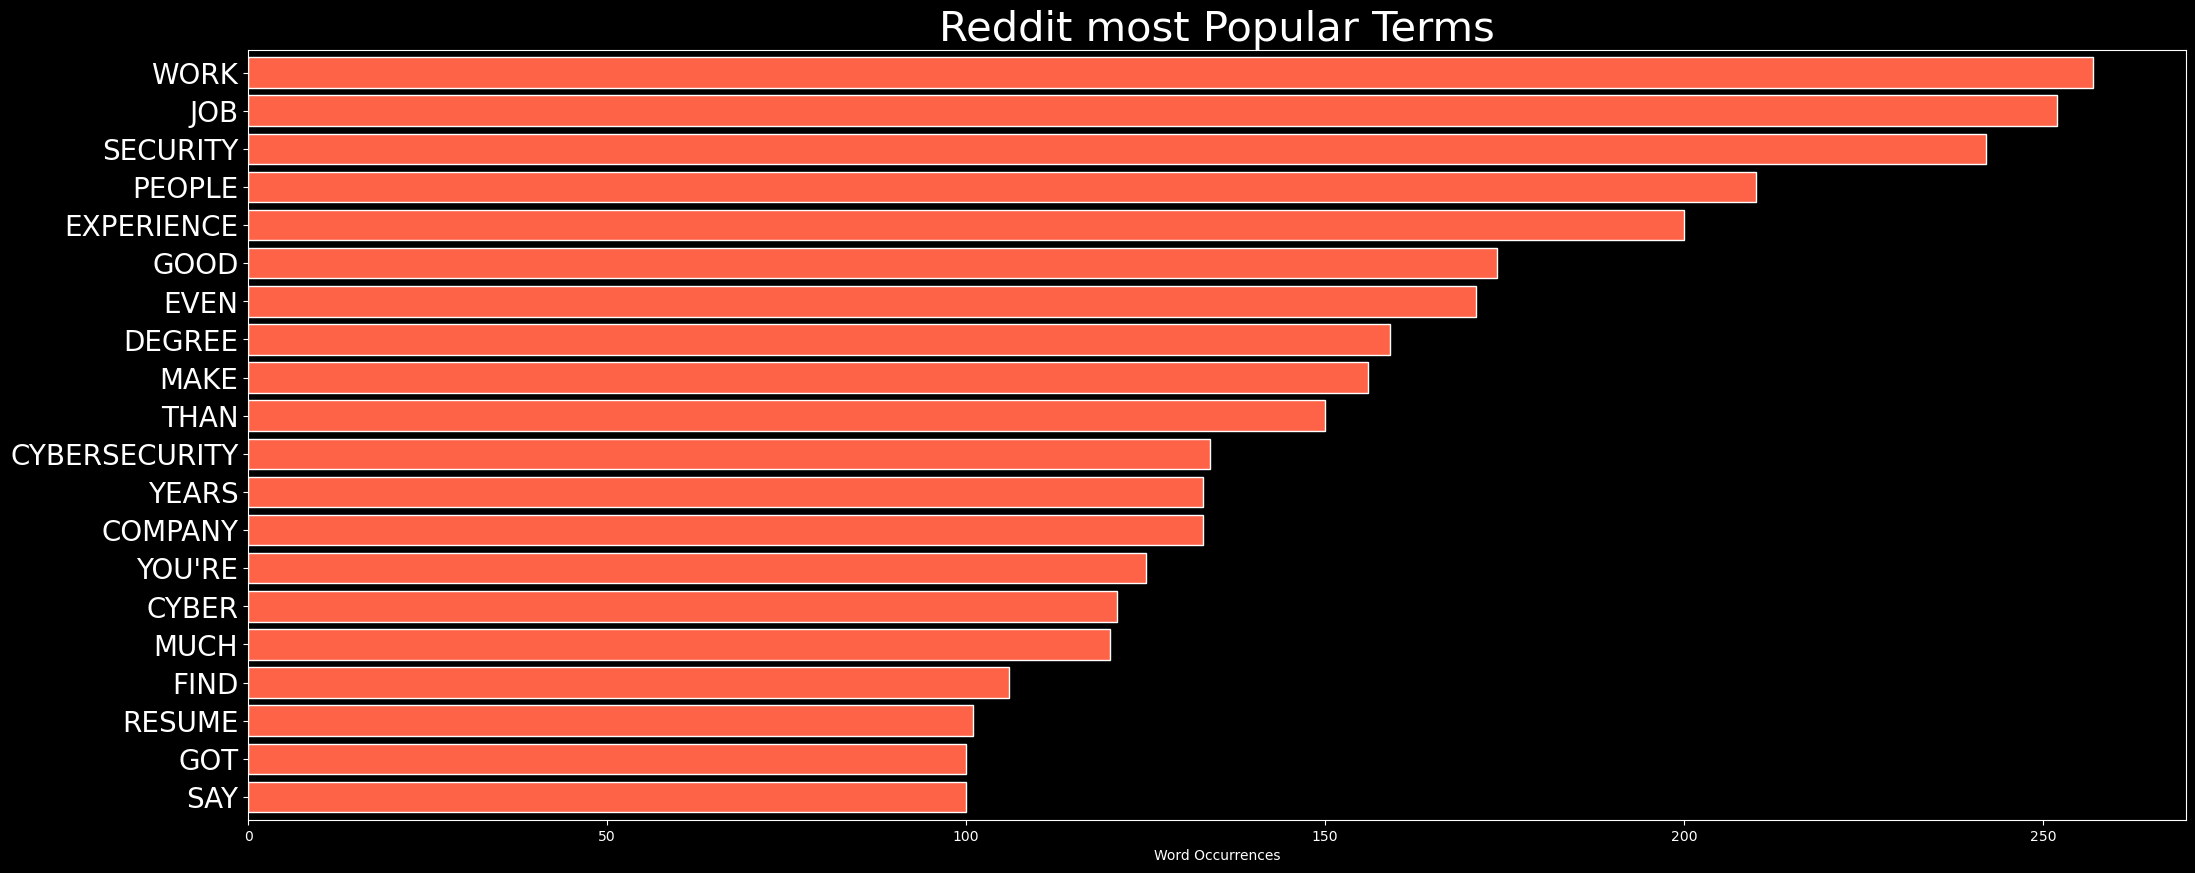 Reddit most Popular Terms
WORK
JOB
SECURITY
PEOPLE
EXPERIENCE
GOOD
EVEN
DEGREE
MAKE
THAN
CYBERSECURITY
YEARS
COMPANY
YOU'RE
CYBER
MUCH
FIND
RESUME
GOT
SAY
0 50 100 150 200 250
Word Occurrences